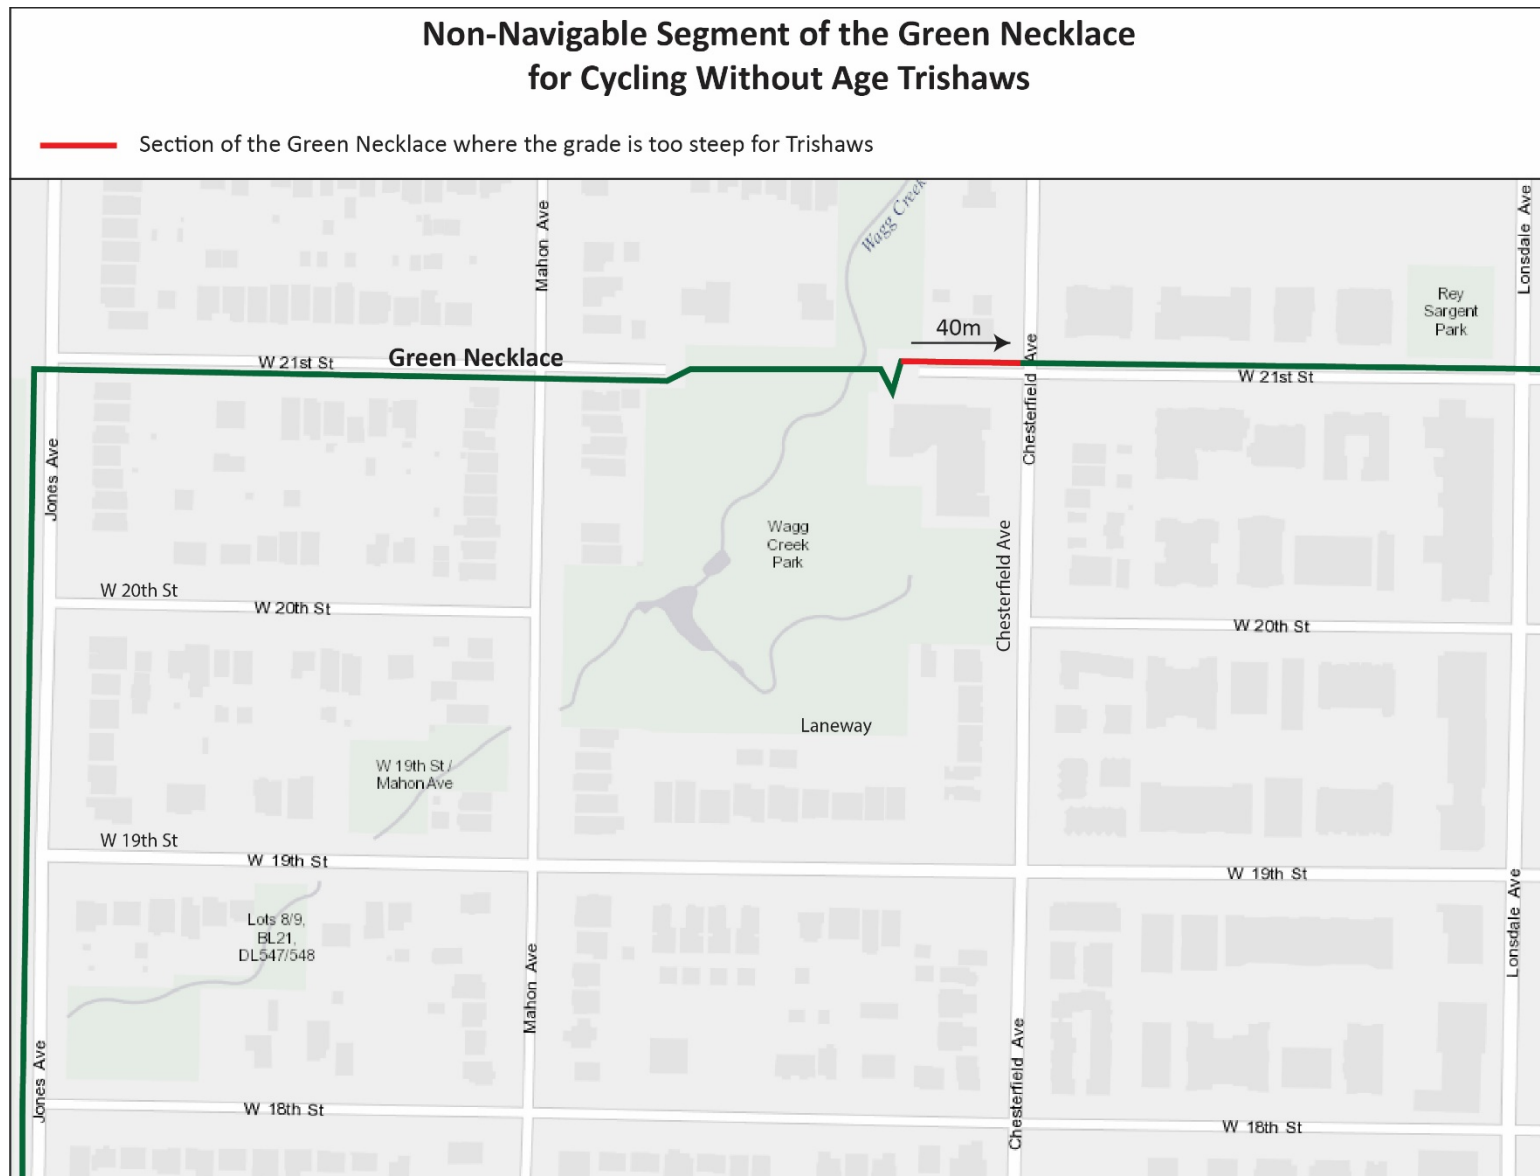 Non-Navigable Segment of the Green Necklace
for Cycling Without Age Trishaws
Section of the Green Necklace where the grade is too steep for Trishaws
Wagg Creek
Mahon Ave
Lonsdale Ave
Rey
Sargent
Park
40m
Green Necklace
W 21st St
Chesterfield Ave
W 21st St
Jones Ave
Wagg
Creek
Park
Chesterfield Ave
W 20th St
W 20th St
W 20th St
Laneway
W 19th St /
Mahon Ave
W 19th St
W 19th St
W 19th St
Lots 8/9,
BL21,
DL547/548
Lonsdale Ave
Mahon Ave
Jones Ave
Chesterfield Ave
W 18th St
W 18th St